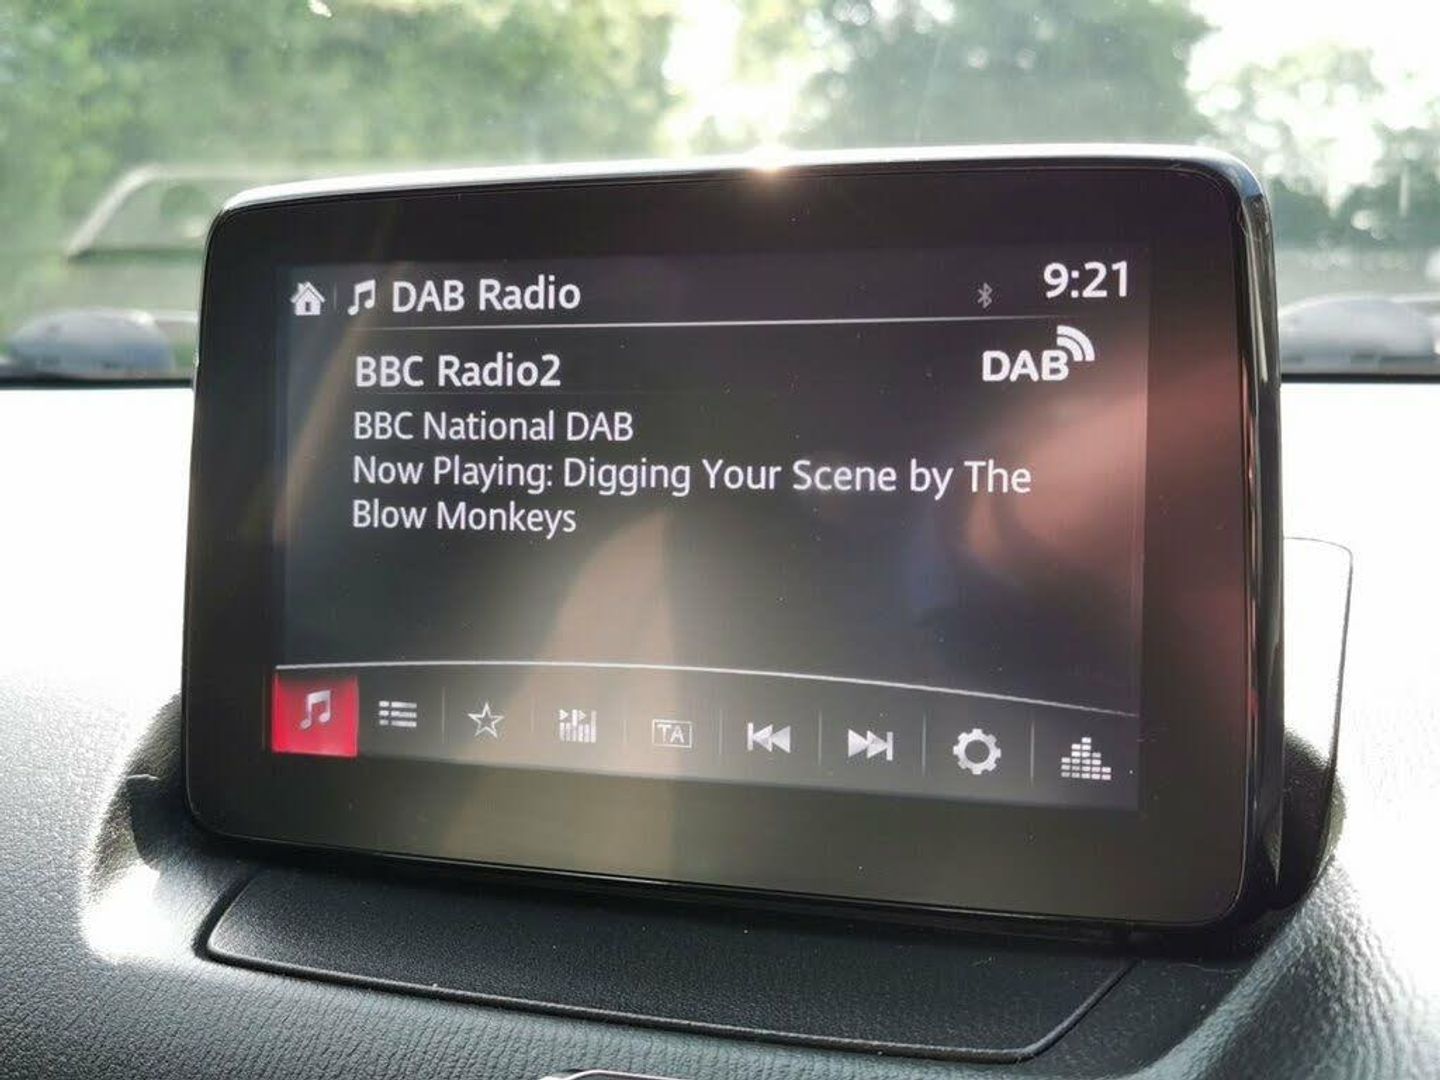 DAB Radio
9:21
BBC Radio2
DAB
BBC National DAB
Now Playing: Digging Your Scene by The
Blow Monkeys
TA